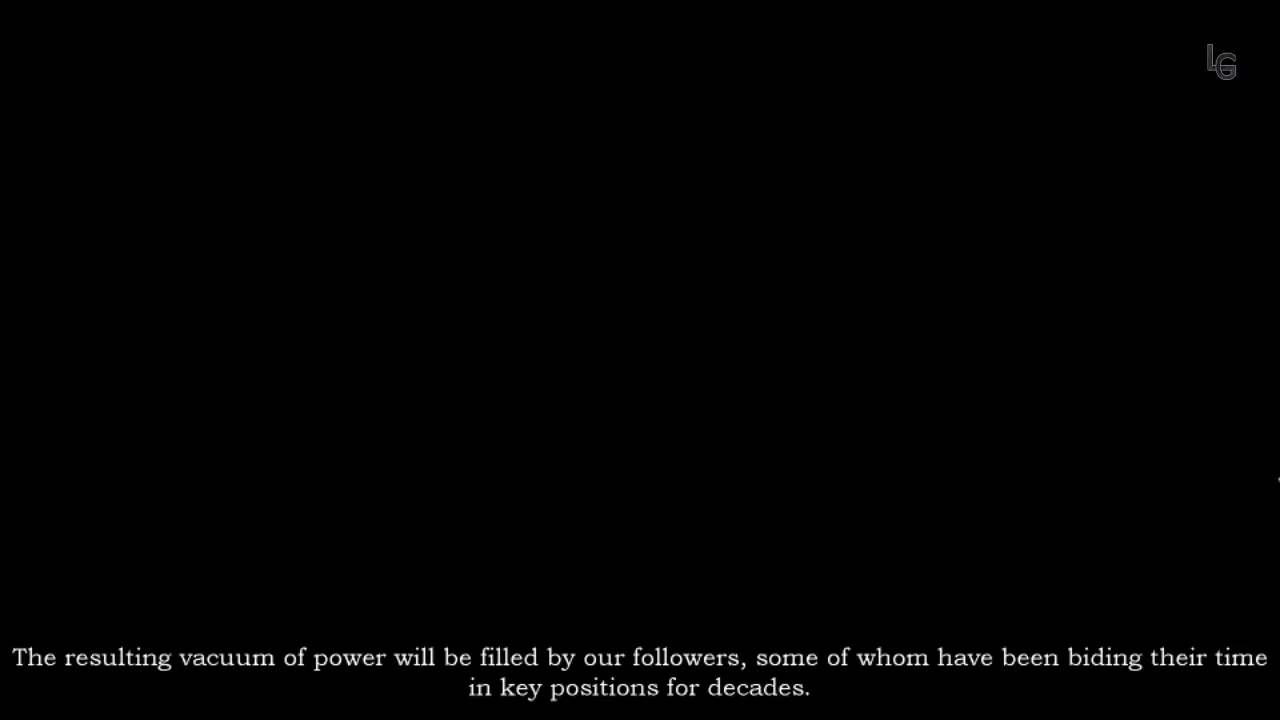 LG
The resulting vacuum of power will be filled by our followers, some of whom have been biding their time
in key positions for decades.